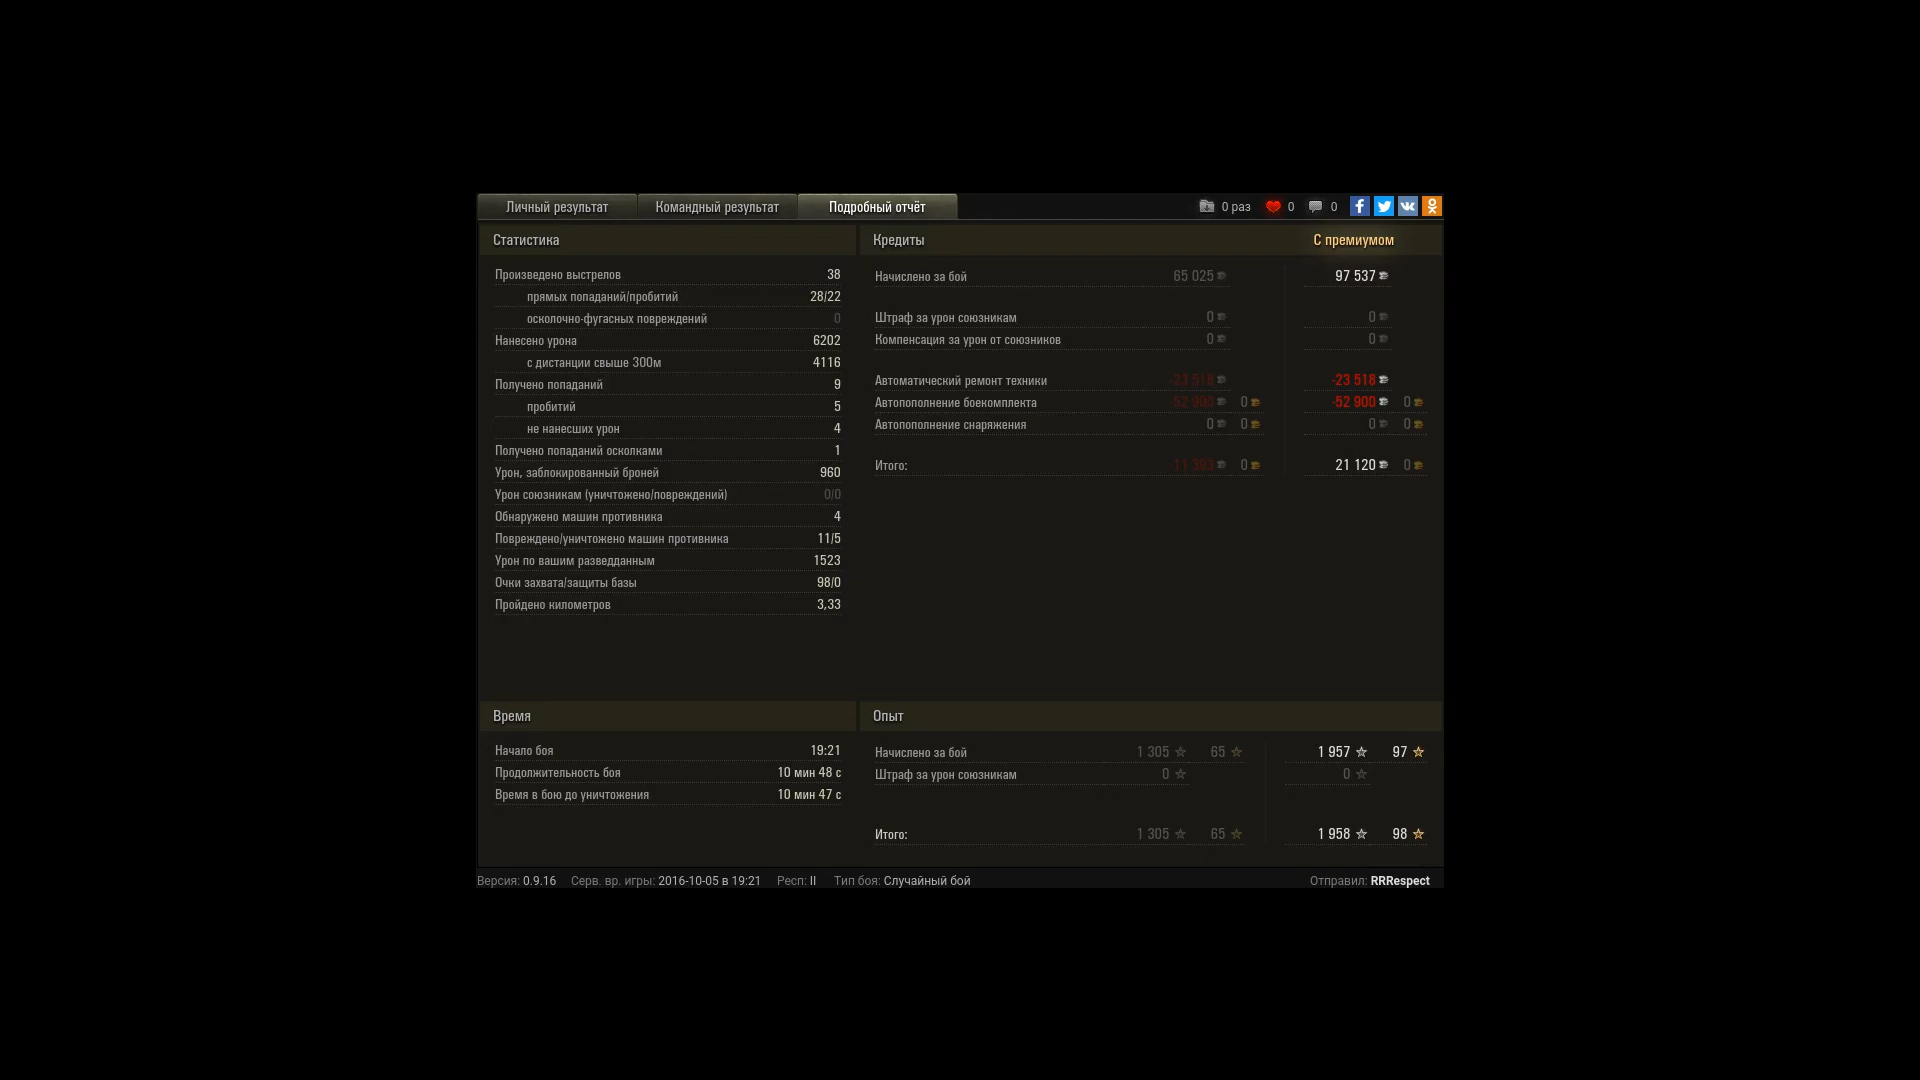 Личный результат Командный результат Подробный отчёт 0 раз 0 0
Статистика
Произведено выстрелов 38
прямых попаданий/пробитий 28/22
осколочно-фугасных повреждений 0
Нанесено урона 6202
с дистанции свыше 300м 4116
Получено попаданий 9
пробитий 5
не нанесших урон 4
Получено попаданий осколками 1
Урон, заблокированный броней 960
Урон союзникам (уничтожено/повреждений) 0/0
Обнаружено машин противника 4
Повреждено/уничтожено машин противника 11/5
Урон по вашим разведданным 1523
Очки захвата/защиты базы 98/0
Пройдено километров 3,33
Кредиты С премиумом
Начислено за бой 65 025 97 537
Штраф за урон союзникам 0 0
Компенсация за урон от союзников 0 0
Автоматический ремонт техники -23 518 -23 518
Автопополнение боекомплекта -52 900 0 -52 900 0
Автопополнение снаряжения 0 0 0 0
Итого: -11 393 0 21 120 0
Время
Начало боя 19:21
Продолжительность боя 10 мин 48 с
Время в бою до уничтожения 10 мин 47 с
Опыт
Начислено за бой 1 305 65 1 957 97
Штраф за урон союзникам 0 0
Итого: 1 305 65 1 958 98
Версия: 0.9.16 Серв. вр. игры: 2016-10-05 в 19:21 Респ: II Тип боя: Случайный бой Отправил: RRRespect